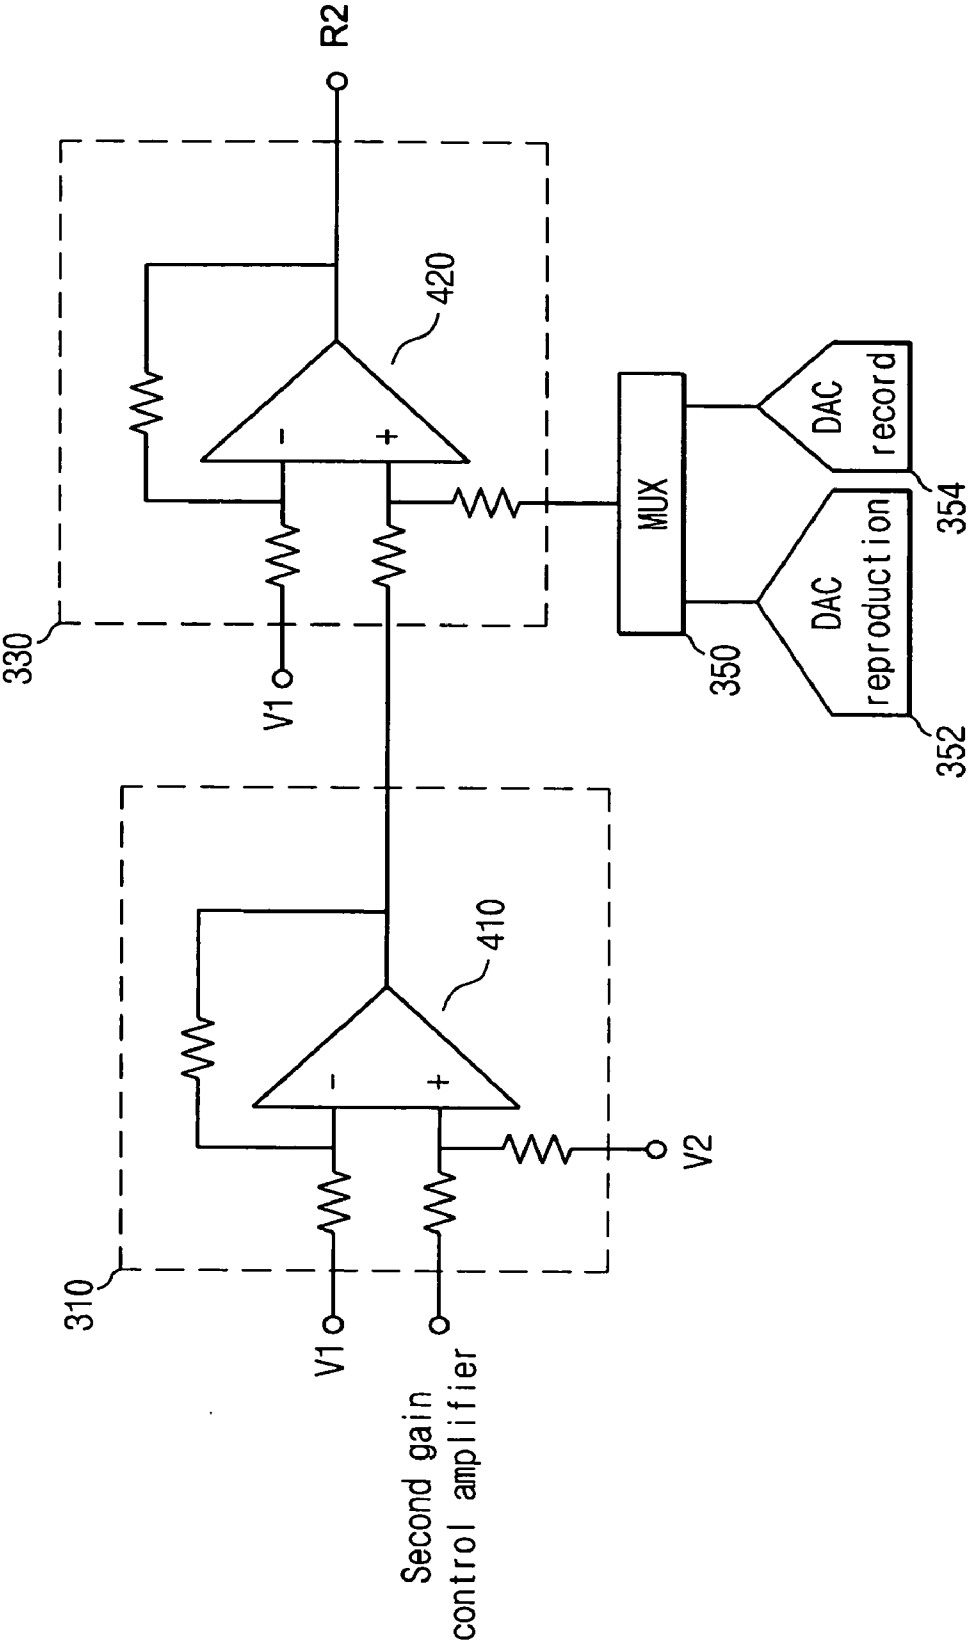 330
V1
-
+
420
R2
310
V1
Second gain
control amplifier
-
+
410
V2
MUX
350
DAC
reproduction
352
DAC
record
354